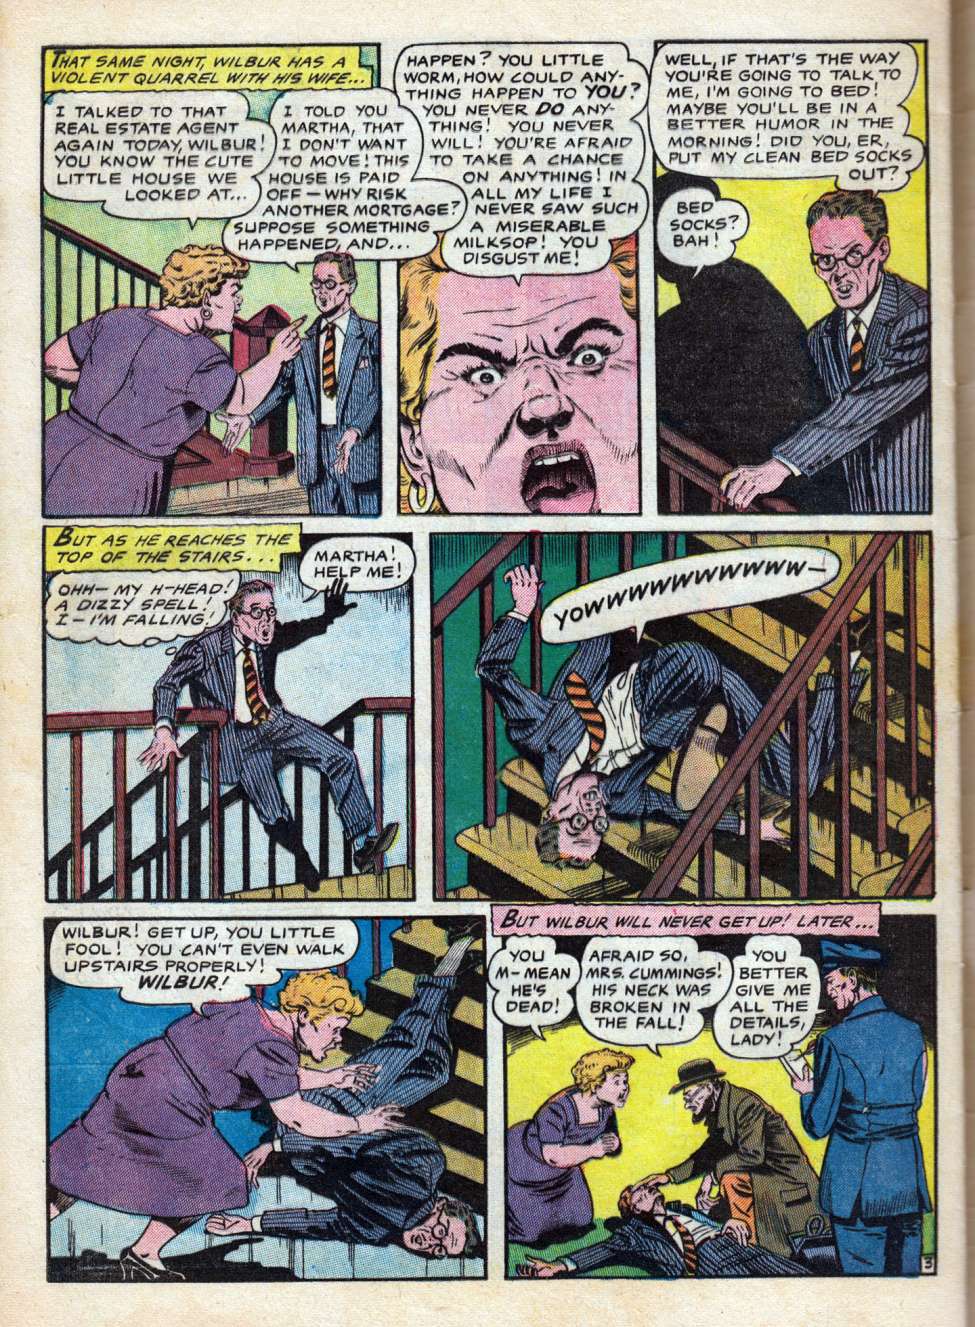 THAT SAME NIGHT, WILBUR HAS A
VIOLENT QUARREL WITH HIS WIFE...
I TALKED TO THAT
REAL ESTATE AGENT
AGAIN TODAY, WILBUR!
YOU KNOW THE CUTE
LITTLE HOUSE WE
LOOKED AT...
I TOLD YOU
MARTHA, THAT
I DON'T WANT
TO MOVE! THIS
HOUSE IS PAID
OFF—WHY RISK
ANOTHER MORTGAGE?
SUPPOSE SOMETHING
HAPPENED, AND...
HAPPEN? YOU LITTLE
WORM, HOW COULD ANY-
THING HAPPEN TO YOU?
YOU NEVER DO ANY-
THING! YOU NEVER
WILL! YOU'RE AFRAID
TO TAKE A CHANCE
ON ANYTHING! IN
ALL MY LIFE I
NEVER SAW SUCH
A MISERABLE
MILKSOP! YOU
DISGUST ME!
WELL, IF THAT'S THE WAY
YOU'RE GOING TO TALK TO
ME, I'M GOING TO BED!
MAYBE YOU'LL BE IN A
BETTER HUMOR IN THE
MORNING! DID YOU, ER,
PUT MY CLEAN BED SOCKS
OUT?
BED
SOCKS?
BAH!
BUT AS HE REACHES THE
TOP OF THE STAIRS...
OHH—MY H-HEAD!
A DIZZY SPELL!
I—I'M FALLING!
MARTHA!
HELP ME!
YOWWWWWWWWWW—
WILBUR! GET UP, YOU LITTLE
FOOL! YOU CAN'T EVEN WALK
UPSTAIRS PROPERLY!
WILBUR!
BUT WILBUR WILL NEVER GET UP! LATER...
YOU
M-MEAN
HE'S
DEAD!
AFRAID SO,
MRS. CUMMINGS!
HIS NECK WAS
BROKEN IN
THE FALL!
YOU
BETTER
GIVE ME
ALL THE
DETAILS,
LADY!
3